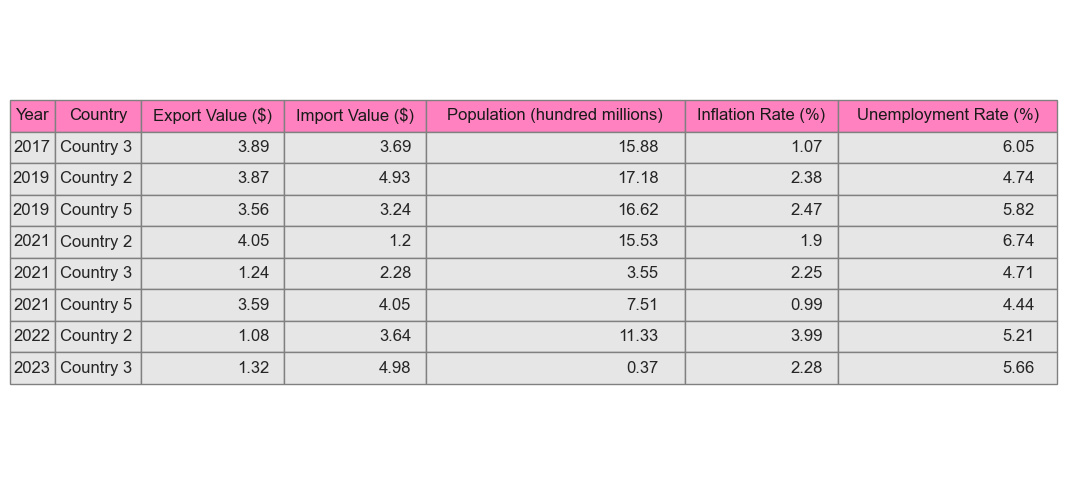 Year Country Export Value ($) Import Value ($) Population (hundred millions) Inflation Rate (%) Unemployment Rate (%)
2017 Country 3 3.89 3.69 15.88 1.07 6.05
2019 Country 2 3.87 4.93 17.18 2.38 4.74
2019 Country 5 3.56 3.24 16.62 2.47 5.82
2021 Country 2 4.05 1.2 15.53 1.9 6.74
2021 Country 3 1.24 2.28 3.55 2.25 4.71
2021 Country 5 3.59 4.05 7.51 0.99 4.44
2022 Country 2 1.08 3.64 11.33 3.99 5.21
2023 Country 3 1.32 4.98 0.37 2.28 5.66